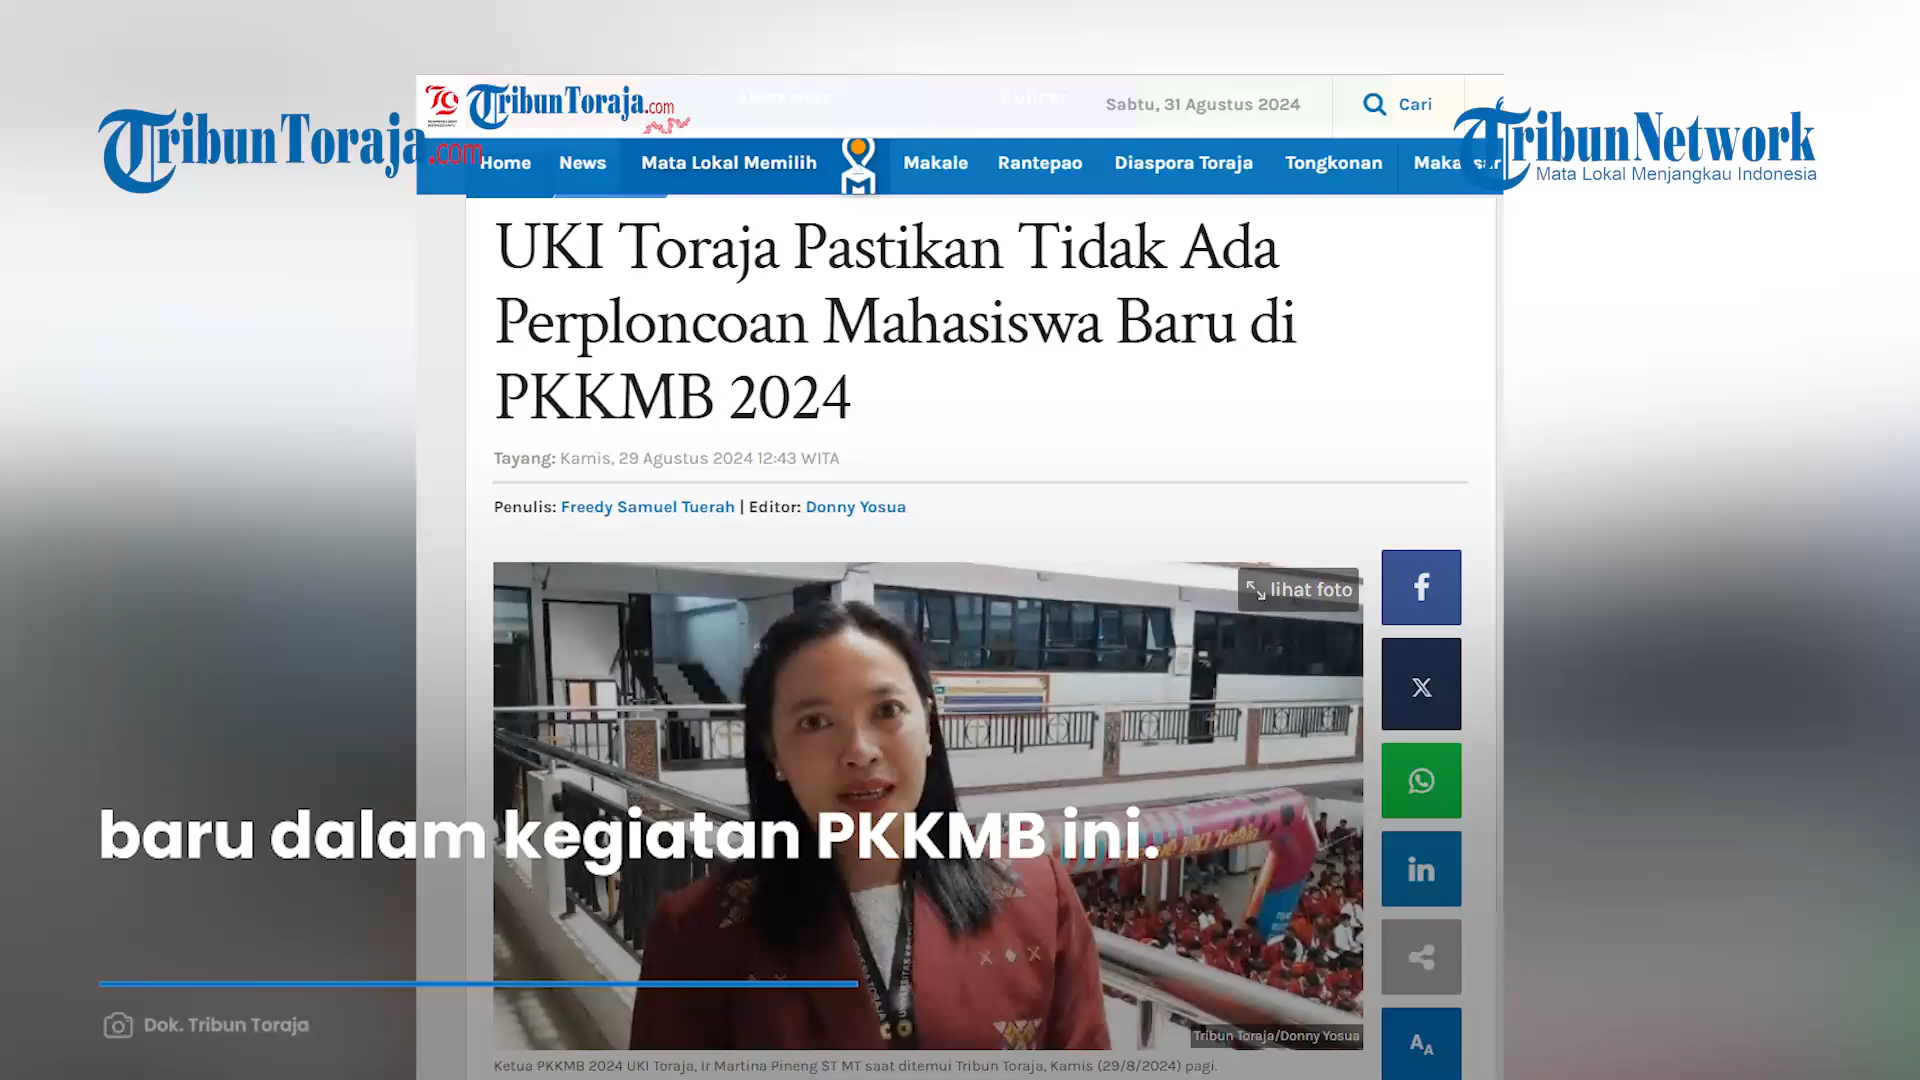 TribunToraja.com
Sabtu, 31 Agustus 2024
Cari
TribunToraja.com
TribunNetwork
Mata Lokal Menjangkau Indonesia
Home News Mata Lokal Memilih Makale Rantepao Diaspora Toraja Tongkonan
UKI Toraja Pastikan Tidak Ada
Perploncoan Mahasiswa Baru di
PKKMB 2024
Tayang: Kamis, 29 Agustus 2024 12:43 WITA
Penulis: Freedy Samuel Tuerah | Editor: Donny Yosua
lihat foto
baru dalam kegiatan PKKMB ini.
Dok. Tribun Toraja
Tribun Toraja/Donny Yosua
Ketua PKKMB 2024 UKI Toraja, Ir Martina Pineng ST MT saat ditemui Tribun Toraja, Kamis (29/8/2024) pagi.